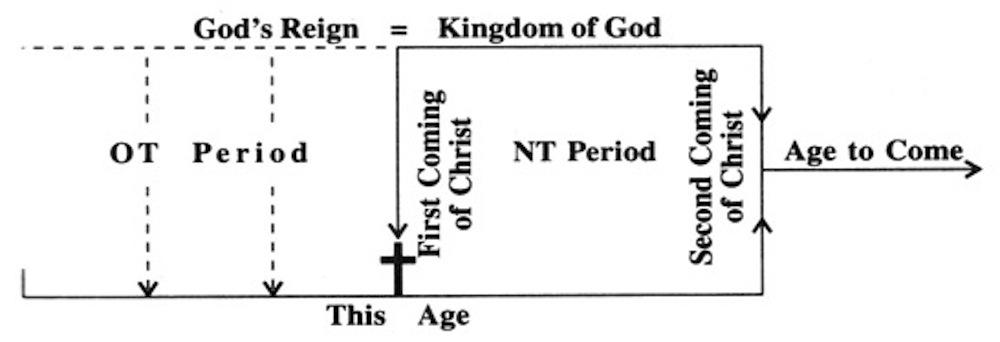 God's Reign = Kingdom of God
OT Period
First Coming
of Christ
NT Period
Second Coming
of Christ
Age to Come
This Age